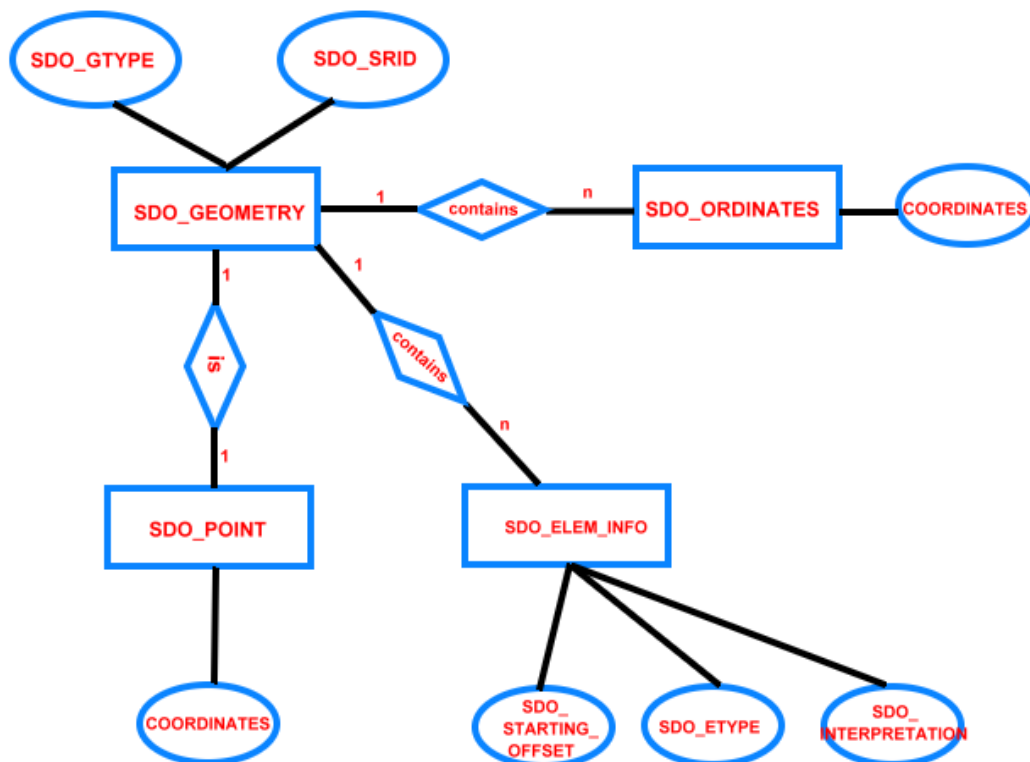 SDO_GTYPE
SDO_SRID
SDO_GEOMETRY
1
contains
n
SDO_ORDINATES
COORDINATES
1
is
1
SDO_POINT
COORDINATES
1
contains
n
SDO_ELEM_INFO
SDO_
STARTING_
OFFSET
SDO_ETYPE
SDO_
INTERPRETATION